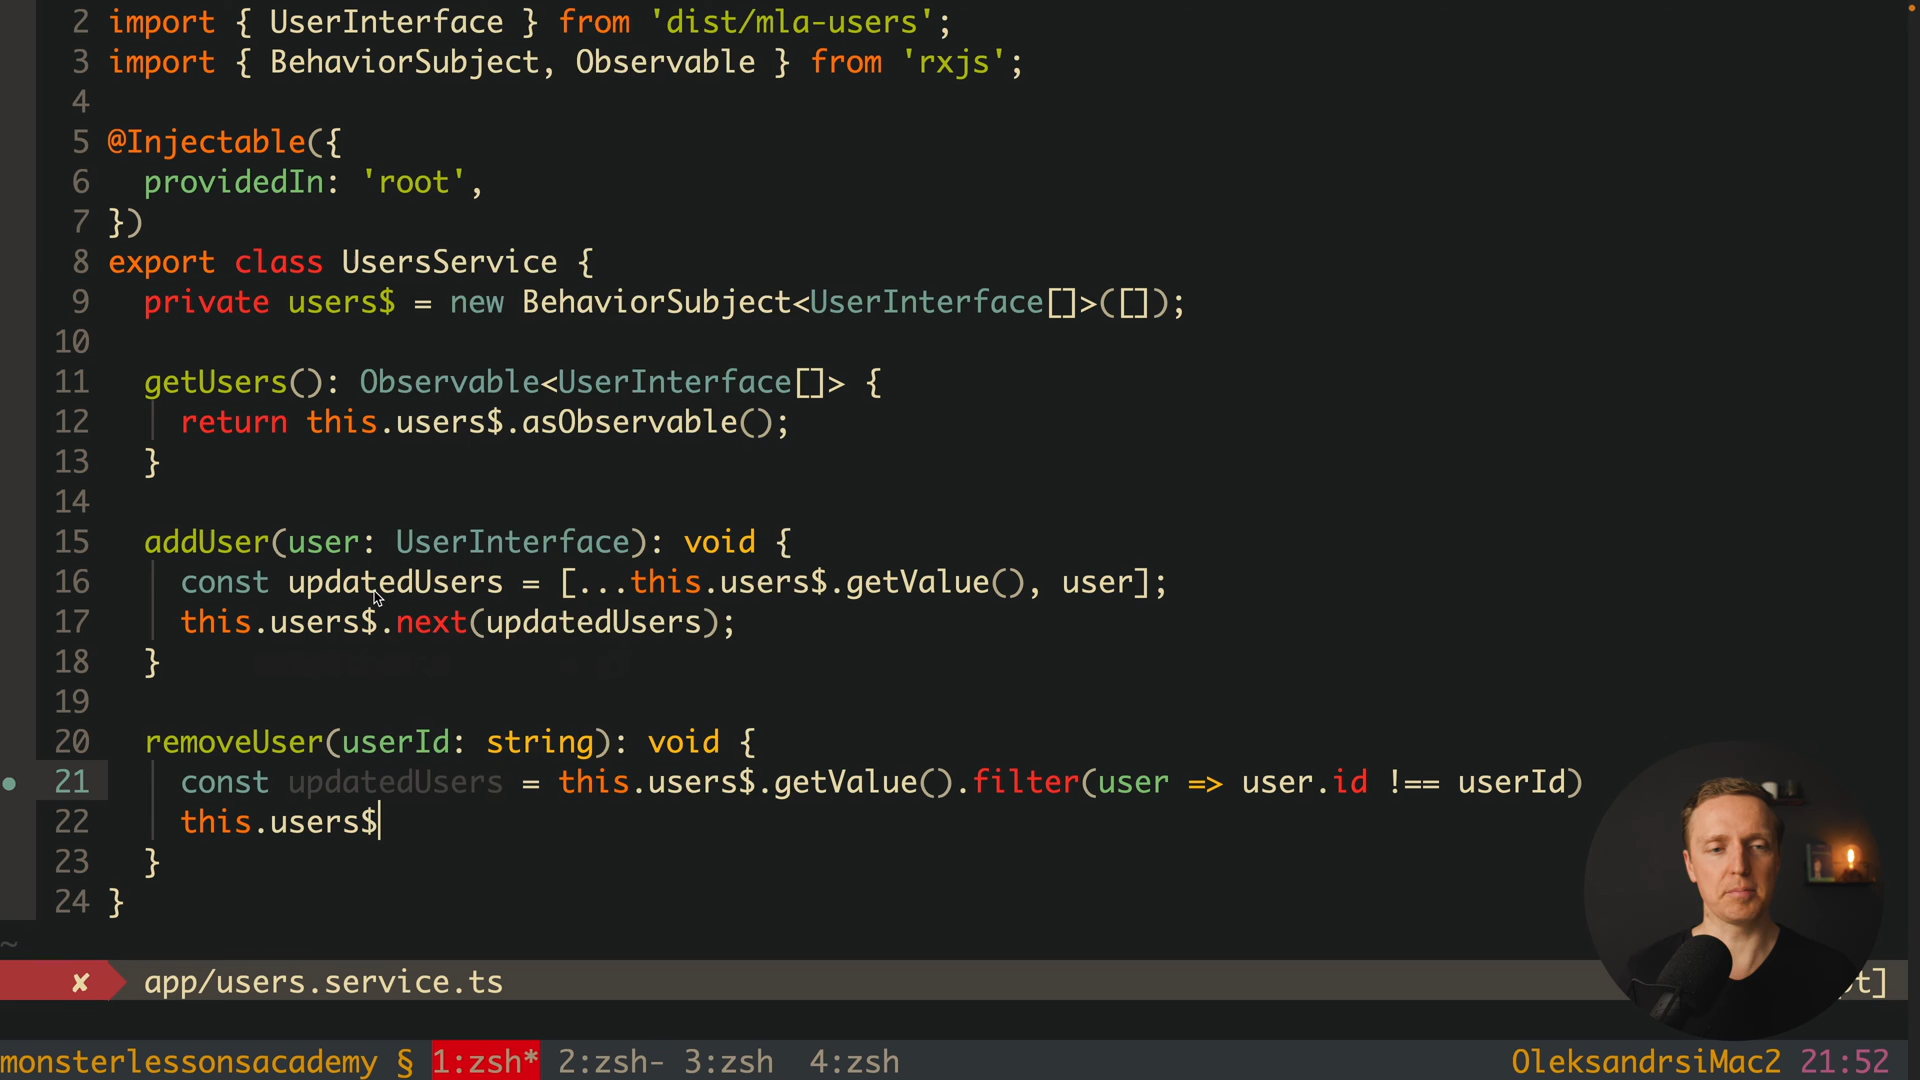 2 import { UserInterface } from 'dist/mla-users';
3 import { BehaviorSubject, Observable } from 'rxjs';
4
5 @Injectable({
6 providedIn: 'root',
7 })
8 export class UsersService {
9 private users$ = new BehaviorSubject<UserInterface[]>([]);
10
11 getUsers(): Observable<UserInterface[]> {
12 return this.users$.asObservable();
13 }
14
15 addUser(user: UserInterface): void {
16 const updatedUsers = [...this.users$.getValue(), user];
17 this.users$.next(updatedUsers);
18 }
19
20 removeUser(userId: string): void {
21 const updatedUsers = this.users$.getValue().filter(user => user.id !== userId)
22 this.users$
23 }
24 }
~
✘ app/users.service.ts
monsterlessonsacademy § 1:zsh* 2:zsh- 3:zsh 4:zsh OleksandrsiMac2 21:52